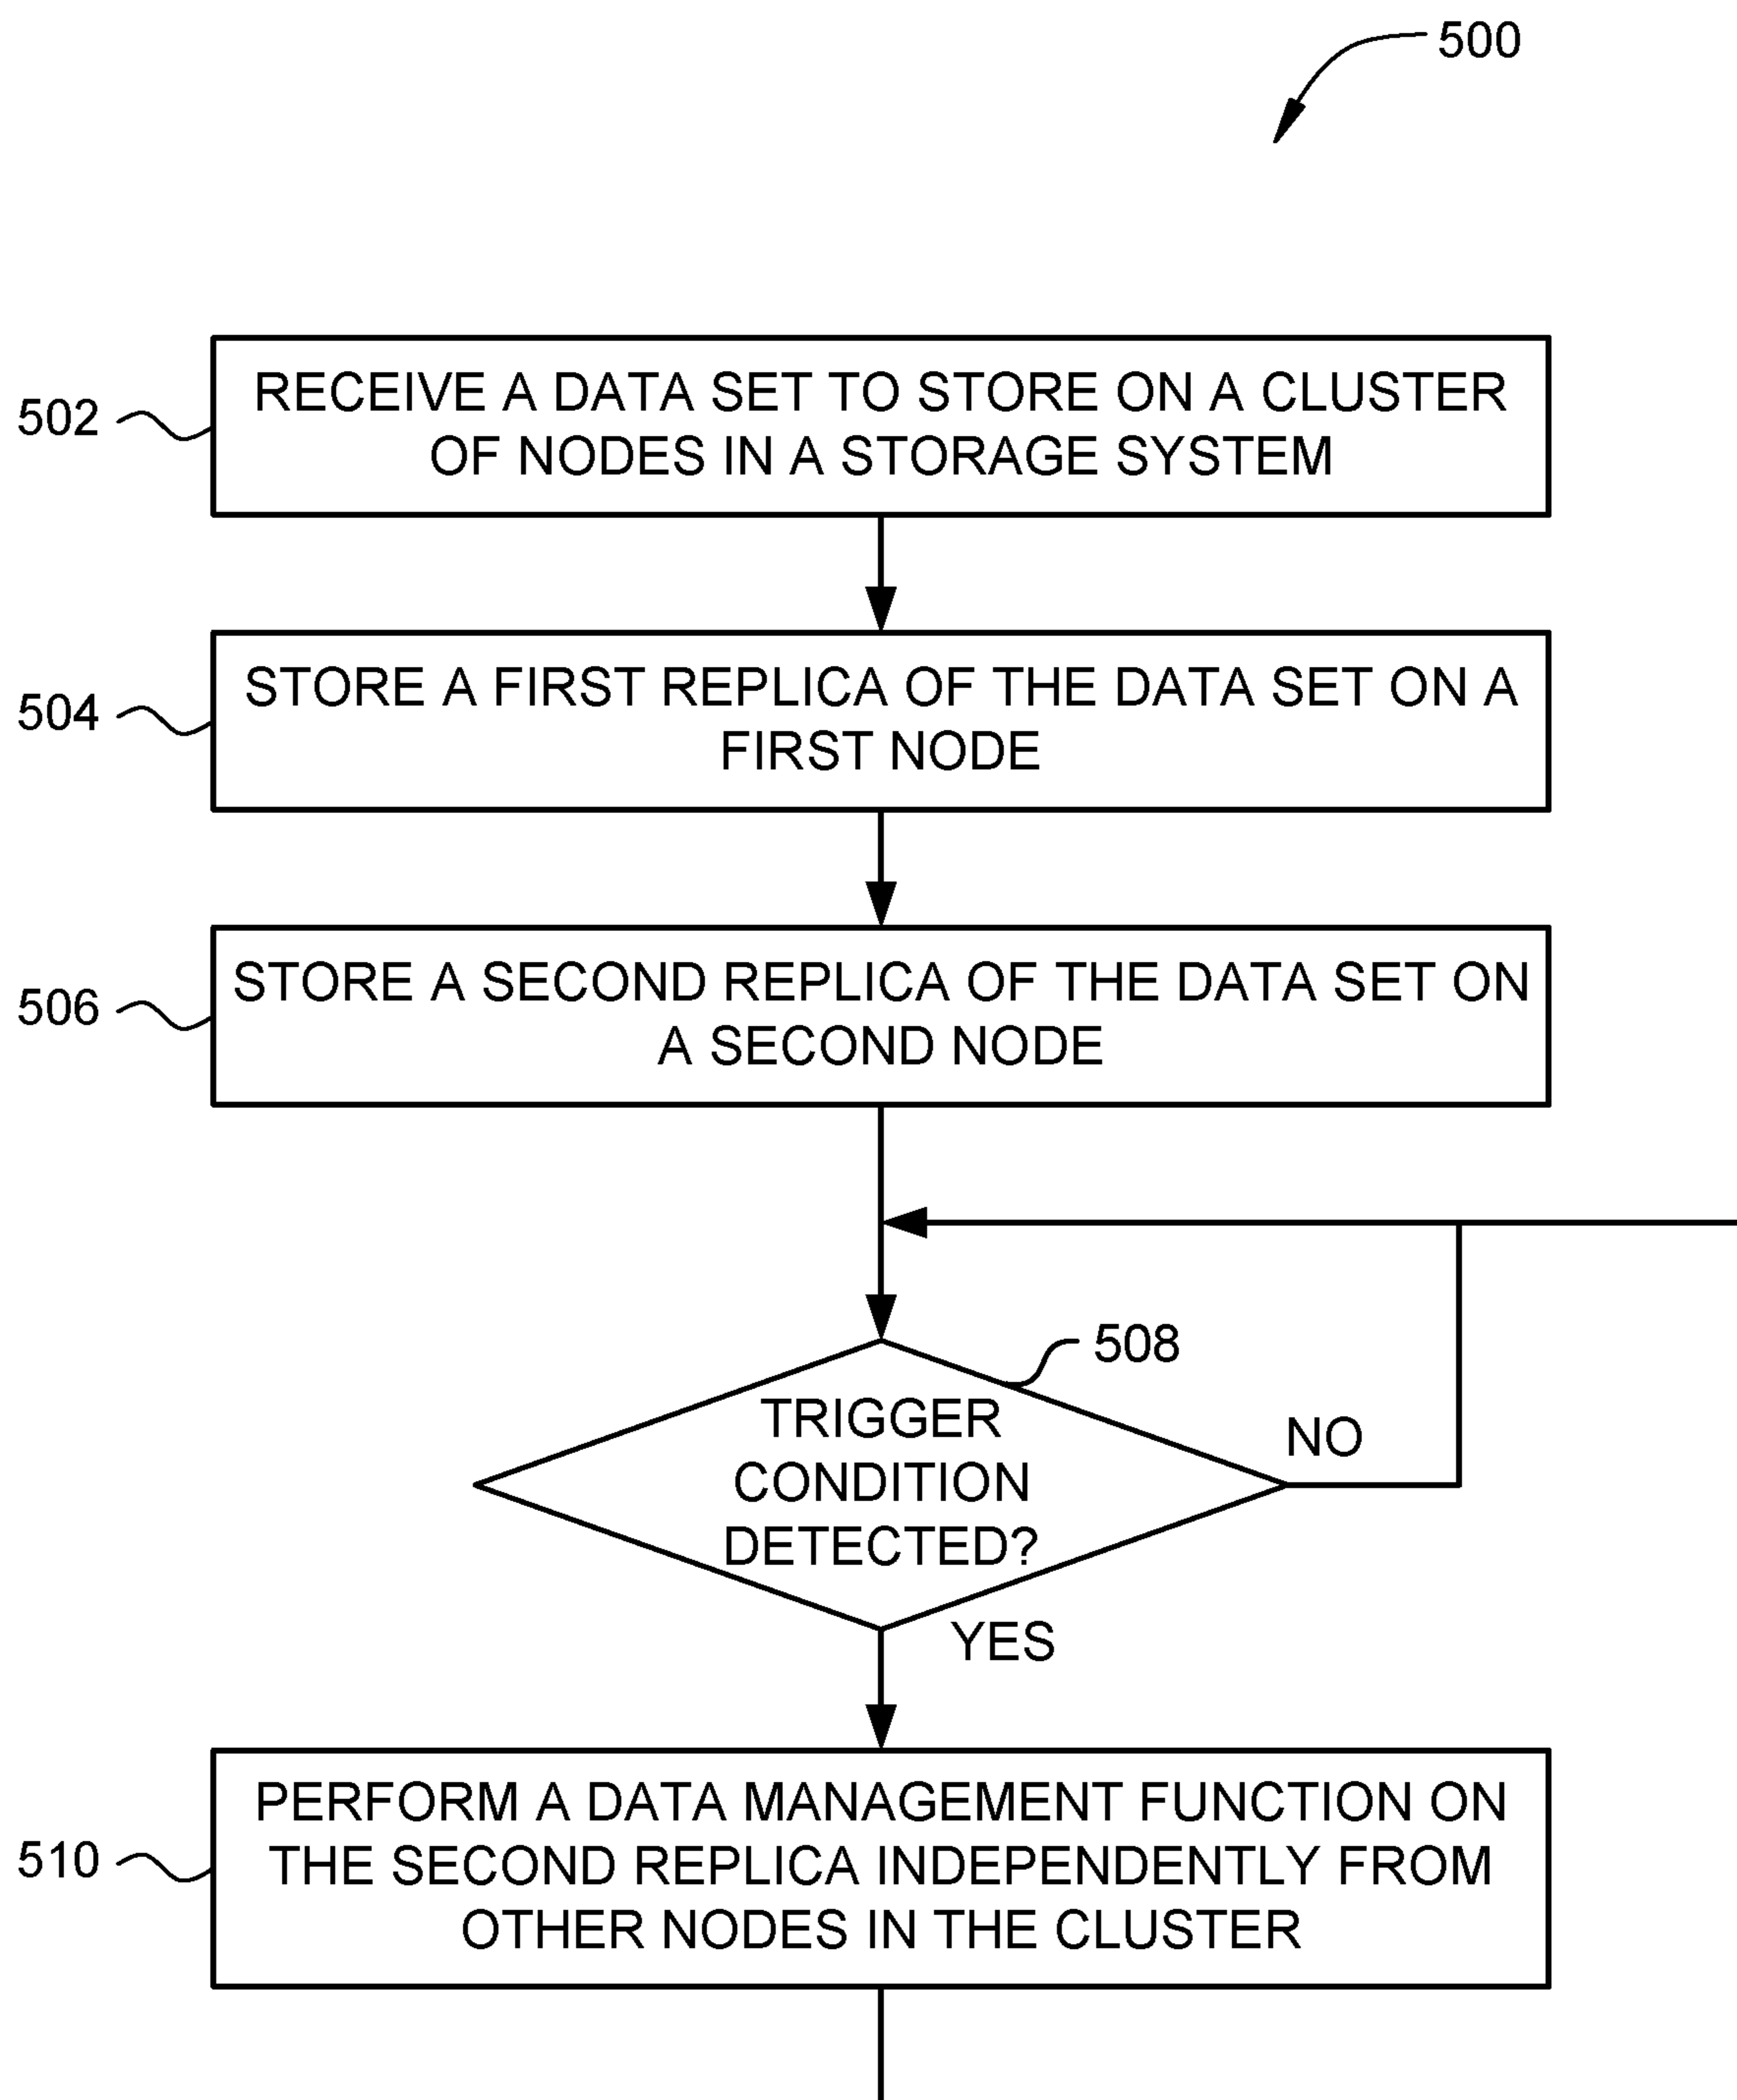 500
502
RECEIVE A DATA SET TO STORE ON A CLUSTER
OF NODES IN A STORAGE SYSTEM
504
STORE A FIRST REPLICA OF THE DATA SET ON A
FIRST NODE
506
STORE A SECOND REPLICA OF THE DATA SET ON
A SECOND NODE
508
TRIGGER
CONDITION
DETECTED?
NO
YES
510
PERFORM A DATA MANAGEMENT FUNCTION ON
THE SECOND REPLICA INDEPENDENTLY FROM
OTHER NODES IN THE CLUSTER